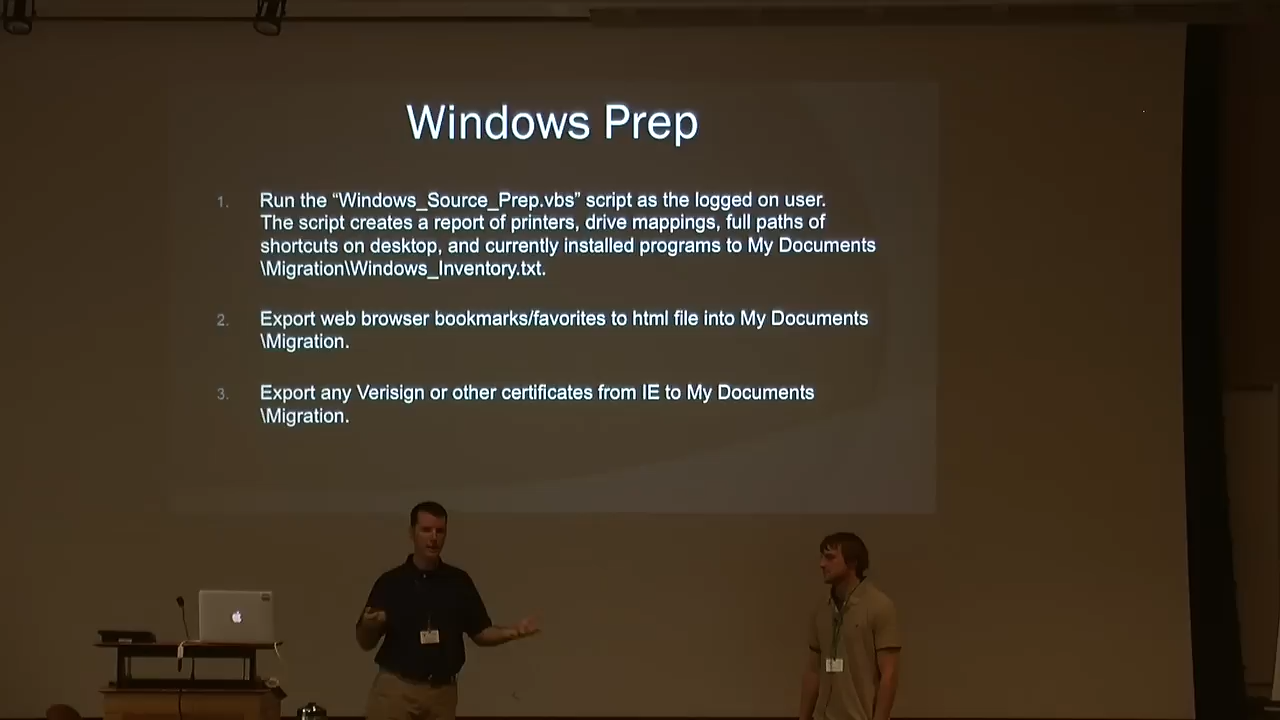 Windows Prep
1. Run the “Windows_Source_Prep.vbs” script as the logged on user.
The script creates a report of printers, drive mappings, full paths of
shortcuts on desktop, and currently installed programs to My Documents
\Migration\Windows_Inventory.txt.
2. Export web browser bookmarks/favorites to html file into My Documents
\Migration.
3. Export any Verisign or other certificates from IE to My Documents
\Migration.